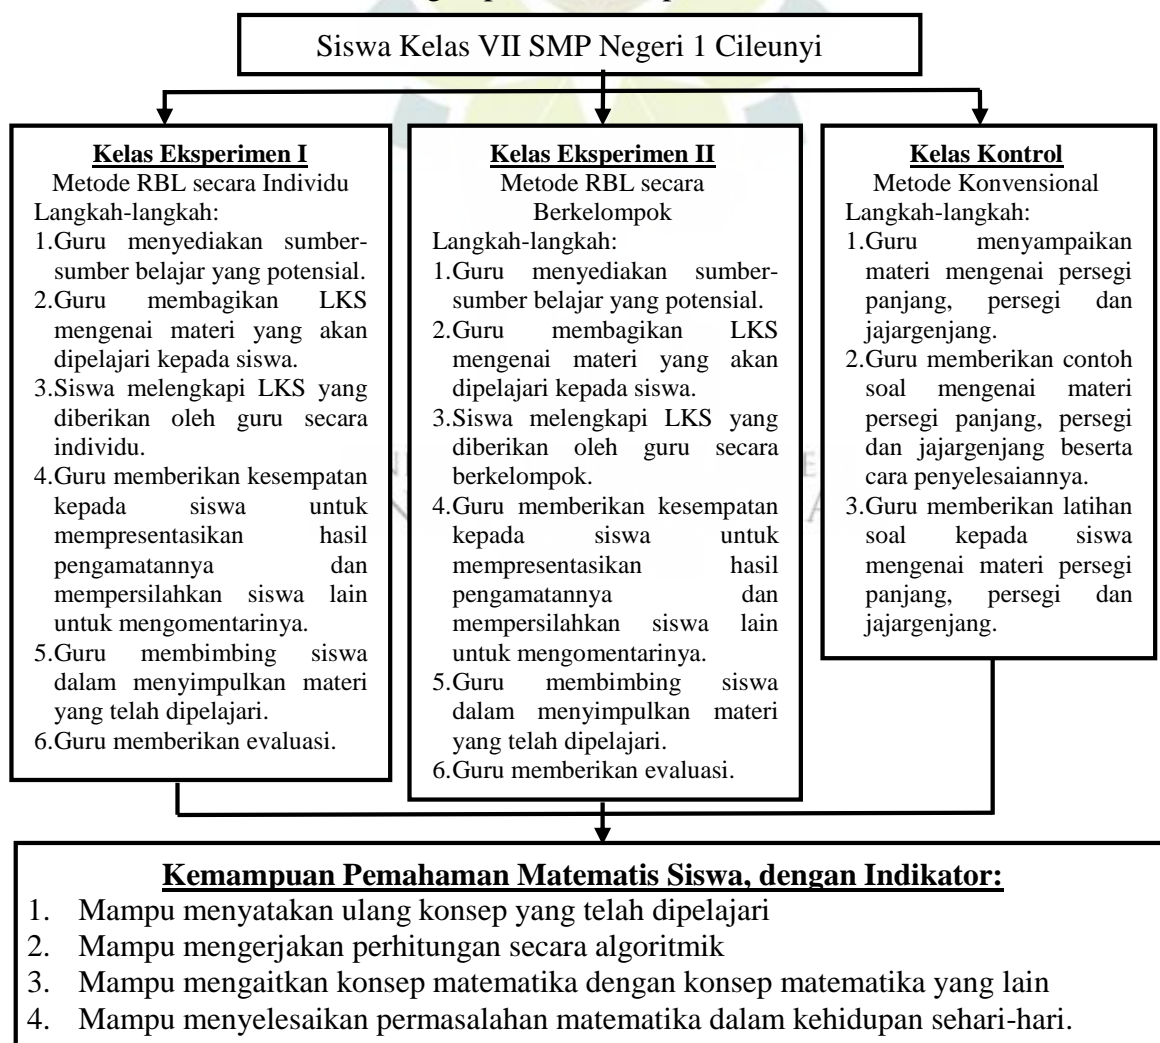 Siswa Kelas VII SMP Negeri 1 Cileunyi
Kelas Eksperimen I
Metode RBL secara Individu
Langkah-langkah:
1.Guru menyediakan sumber-
sumber belajar yang potensial.
2.Guru membagikan LKS
mengenai materi yang akan
dipelajari kepada siswa.
3.Siswa melengkapi LKS yang
diberikan oleh guru secara
individu.
4.Guru memberikan kesempatan
kepada siswa untuk
mempresentasikan hasil
pengamatannya dan
mempersilahkan siswa lain
untuk mengomentarinya.
5.Guru membimbing siswa
dalam menyimpulkan materi
yang telah dipelajari.
6.Guru memberikan evaluasi.
Kelas Eksperimen II
Metode RBL secara
Berkelompok
Langkah-langkah:
1.Guru menyediakan sumber-
sumber belajar yang potensial.
2.Guru membagikan LKS
mengenai materi yang akan
dipelajari kepada siswa.
3.Siswa melengkapi LKS yang
diberikan oleh guru secara
berkelompok.
4.Guru memberikan kesempatan
kepada siswa untuk
mempresentasikan hasil
pengamatannya dan
mempersilahkan siswa lain
untuk mengomentarinya.
5.Guru membimbing siswa
dalam menyimpulkan materi
yang telah dipelajari.
6.Guru memberikan evaluasi.
Kelas Kontrol
Metode Konvensional
Langkah-langkah:
1.Guru menyampaikan
materi mengenai persegi
panjang, persegi dan
jajargenjang.
2.Guru memberikan contoh
soal mengenai materi
persegi panjang, persegi
dan jajargenjang beserta
cara penyelesaiannya.
3.Guru memberikan latihan
soal kepada siswa
mengenai materi persegi
panjang, persegi dan
jajargenjang.
Kemampuan Pemahaman Matematis Siswa, dengan Indikator:
1. Mampu menyatakan ulang konsep yang telah dipelajari
2. Mampu mengerjakan perhitungan secara algoritmik
3. Mampu mengaitkan konsep matematika dengan konsep matematika yang lain
4. Mampu menyelesaikan permasalahan matematika dalam kehidupan sehari-hari.